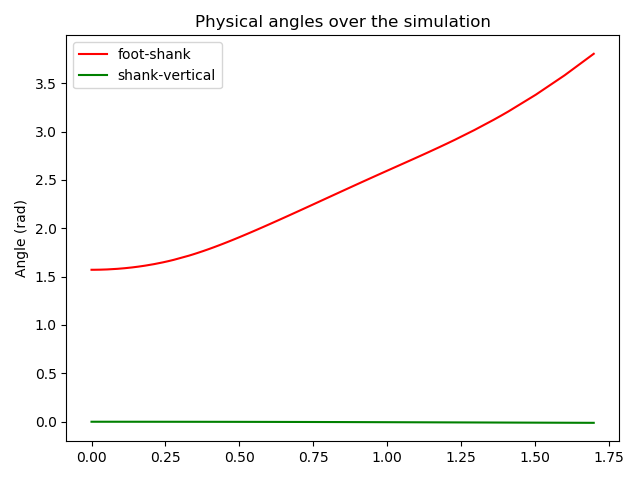 Physical angles over the simulation
foot-shank
shank-vertical
Angle (rad)
3.5
3.0
2.5
2.0
1.5
1.0
0.5
0.0
0.00 0.25 0.50 0.75 1.00 1.25 1.50 1.75